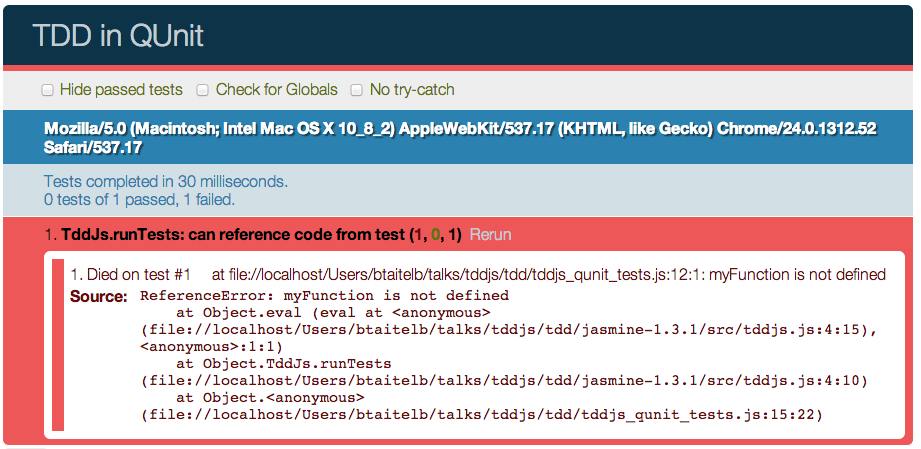 TDD in QUnit
Hide passed tests Check for Globals No try-catch
Mozilla/5.0 (Macintosh; Intel Mac OS X 10_8_2) AppleWebKit/537.17 (KHTML, like Gecko) Chrome/24.0.1312.52
Safari/537.17
Tests completed in 30 milliseconds.
0 tests of 1 passed, 1 failed.
1. TddJs.runTests: can reference code from test (1, 0, 1) Rerun
1. Died on test #1 at file://localhost/Users/btaitelb/talks/tddjs/tdd/tddjs_qunit_tests.js:12:1: myFunction is not defined
Source: ReferenceError: myFunction is not defined
at Object.eval (eval at <anonymous>
(file://localhost/Users/btaitelb/talks/tddjs/tdd/jasmine-1.3.1/src/tddjs.js:4:15),
<anonymous>:1:1)
at Object.TddJs.runTests
(file://localhost/Users/btaitelb/talks/tddjs/tdd/jasmine-1.3.1/src/tddjs.js:4:10)
at Object.<anonymous>
(file://localhost/Users/btaitelb/talks/tddjs/tdd/tddjs_qunit_tests.js:15:22)